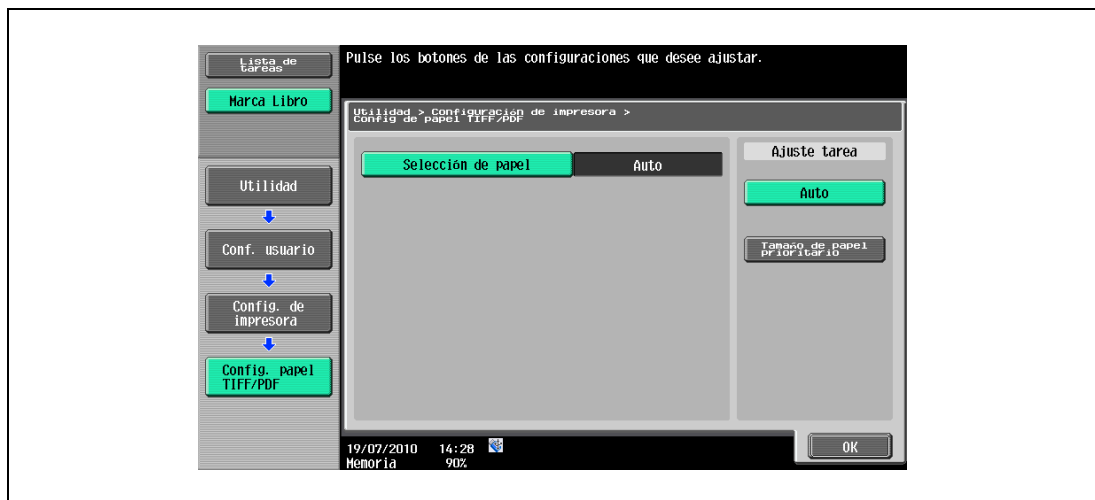 Lista de
tareas
Pulse los botones de las configuraciones que desee ajustar.
Marca Libro
Utilidad > Configuración de impresora >
Config de papel TIFF/PDF
Selección de papel
Auto
Ajuste tarea
Auto
Tamaño de papel
prioritario
Utilidad
Conf. usuario
Config. de
impresora
Config. papel
TIFF/PDF
19/07/2010 14:28
Memoria 90%
OK